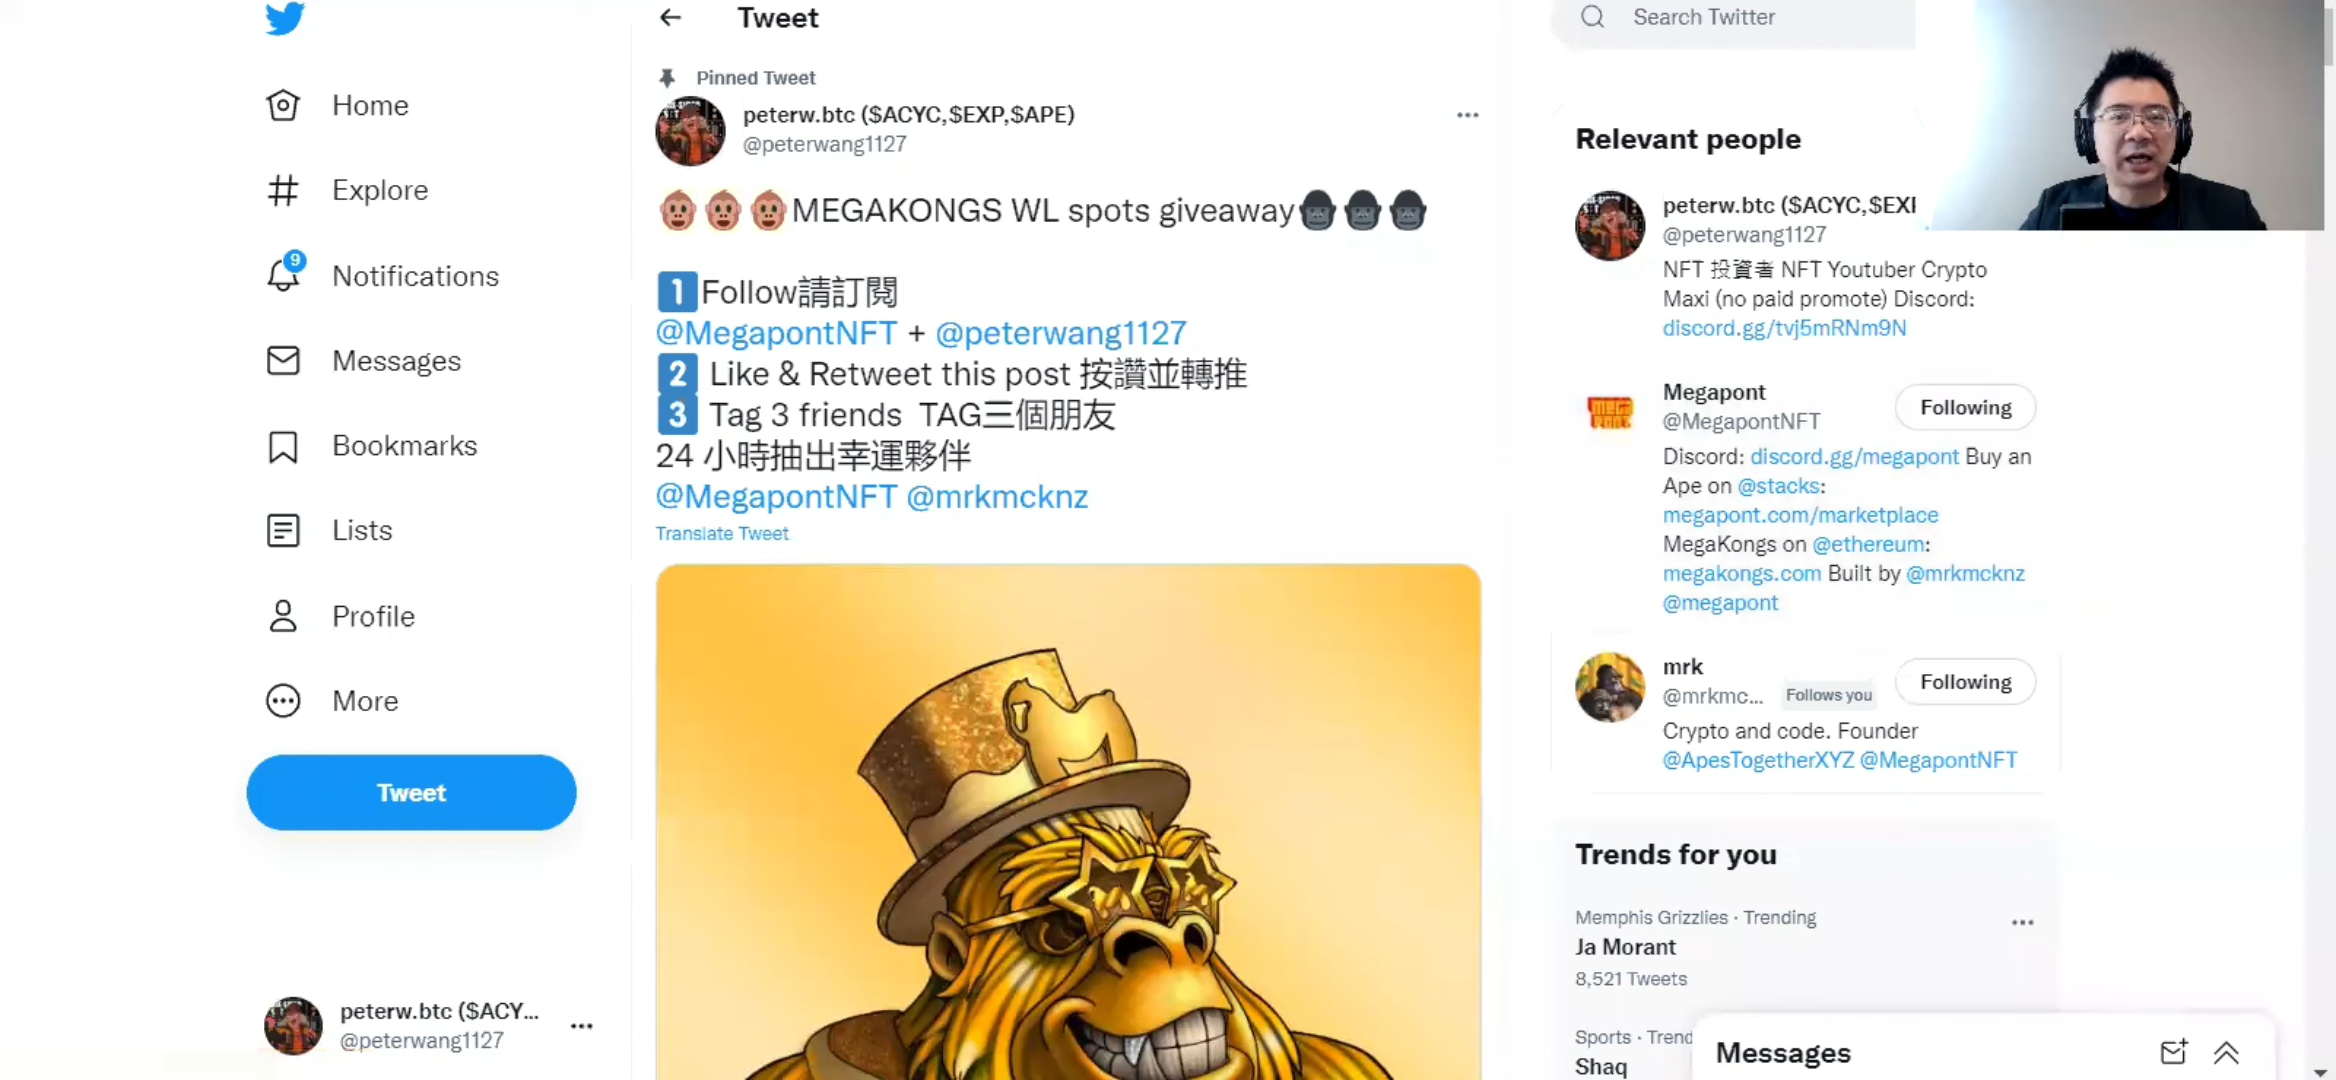 Home
Explore
9
Notifications
Messages
Bookmarks
Lists
Profile
More
Tweet
peterw.btc ($ACY...
@peterwang1127
Tweet
Pinned Tweet
peterw.btc ($ACYC,$EXP,$APE)
@peterwang1127
🐵🐵🐵MEGAKONGS WL spots giveaway🦍🦍🦍
1️⃣Follow請訂閱
@MegapontNFT + @peterwang1127
2️⃣ Like & Retweet this post 按讚並轉推
3️⃣ Tag 3 friends TAG三個朋友
24 小時抽出幸運夥伴
@MegapontNFT @mrkmcknz
Translate Tweet
Search Twitter
Relevant people
peterw.btc ($ACYC,$EX
@peterwang1127
NFT 投資者 NFT Youtuber Crypto
Maxi (no paid promote) Discord:
discord.gg/tvj5mRNm9N
Megapont
@MegapontNFT
Following
Discord: discord.gg/megapont Buy an
Ape on @stacks:
megapont.com/marketplace
MegaKongs on @ethereum:
megakongs.com Built by @mrkmcknz
@megapont
mrk
@mrkmc... Follows you
Following
Crypto and code. Founder
@ApesTogetherXYZ @MegapontNFT
Trends for you
Memphis Grizzlies · Trending
Ja Morant
8,521 Tweets
Sports · Trend
Shaq
Messages